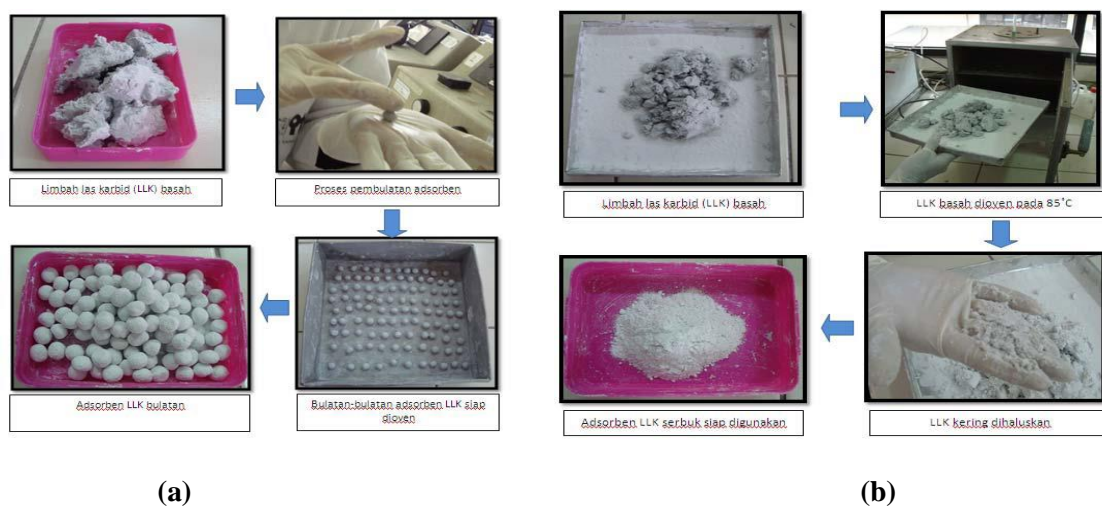 Limbah las karbid (LLK) basah
Proses pembulatan adsorben
Adsorben LLK bulatan
Bulatan-bulatan adsorben LLK siap
dioven
(a)
Limbah las karbid (LLK) basah
LLK basah dioven pada 85°C
Adsorben LLK serbuk siap digunakan
LLK kering dihaluskan
(b)